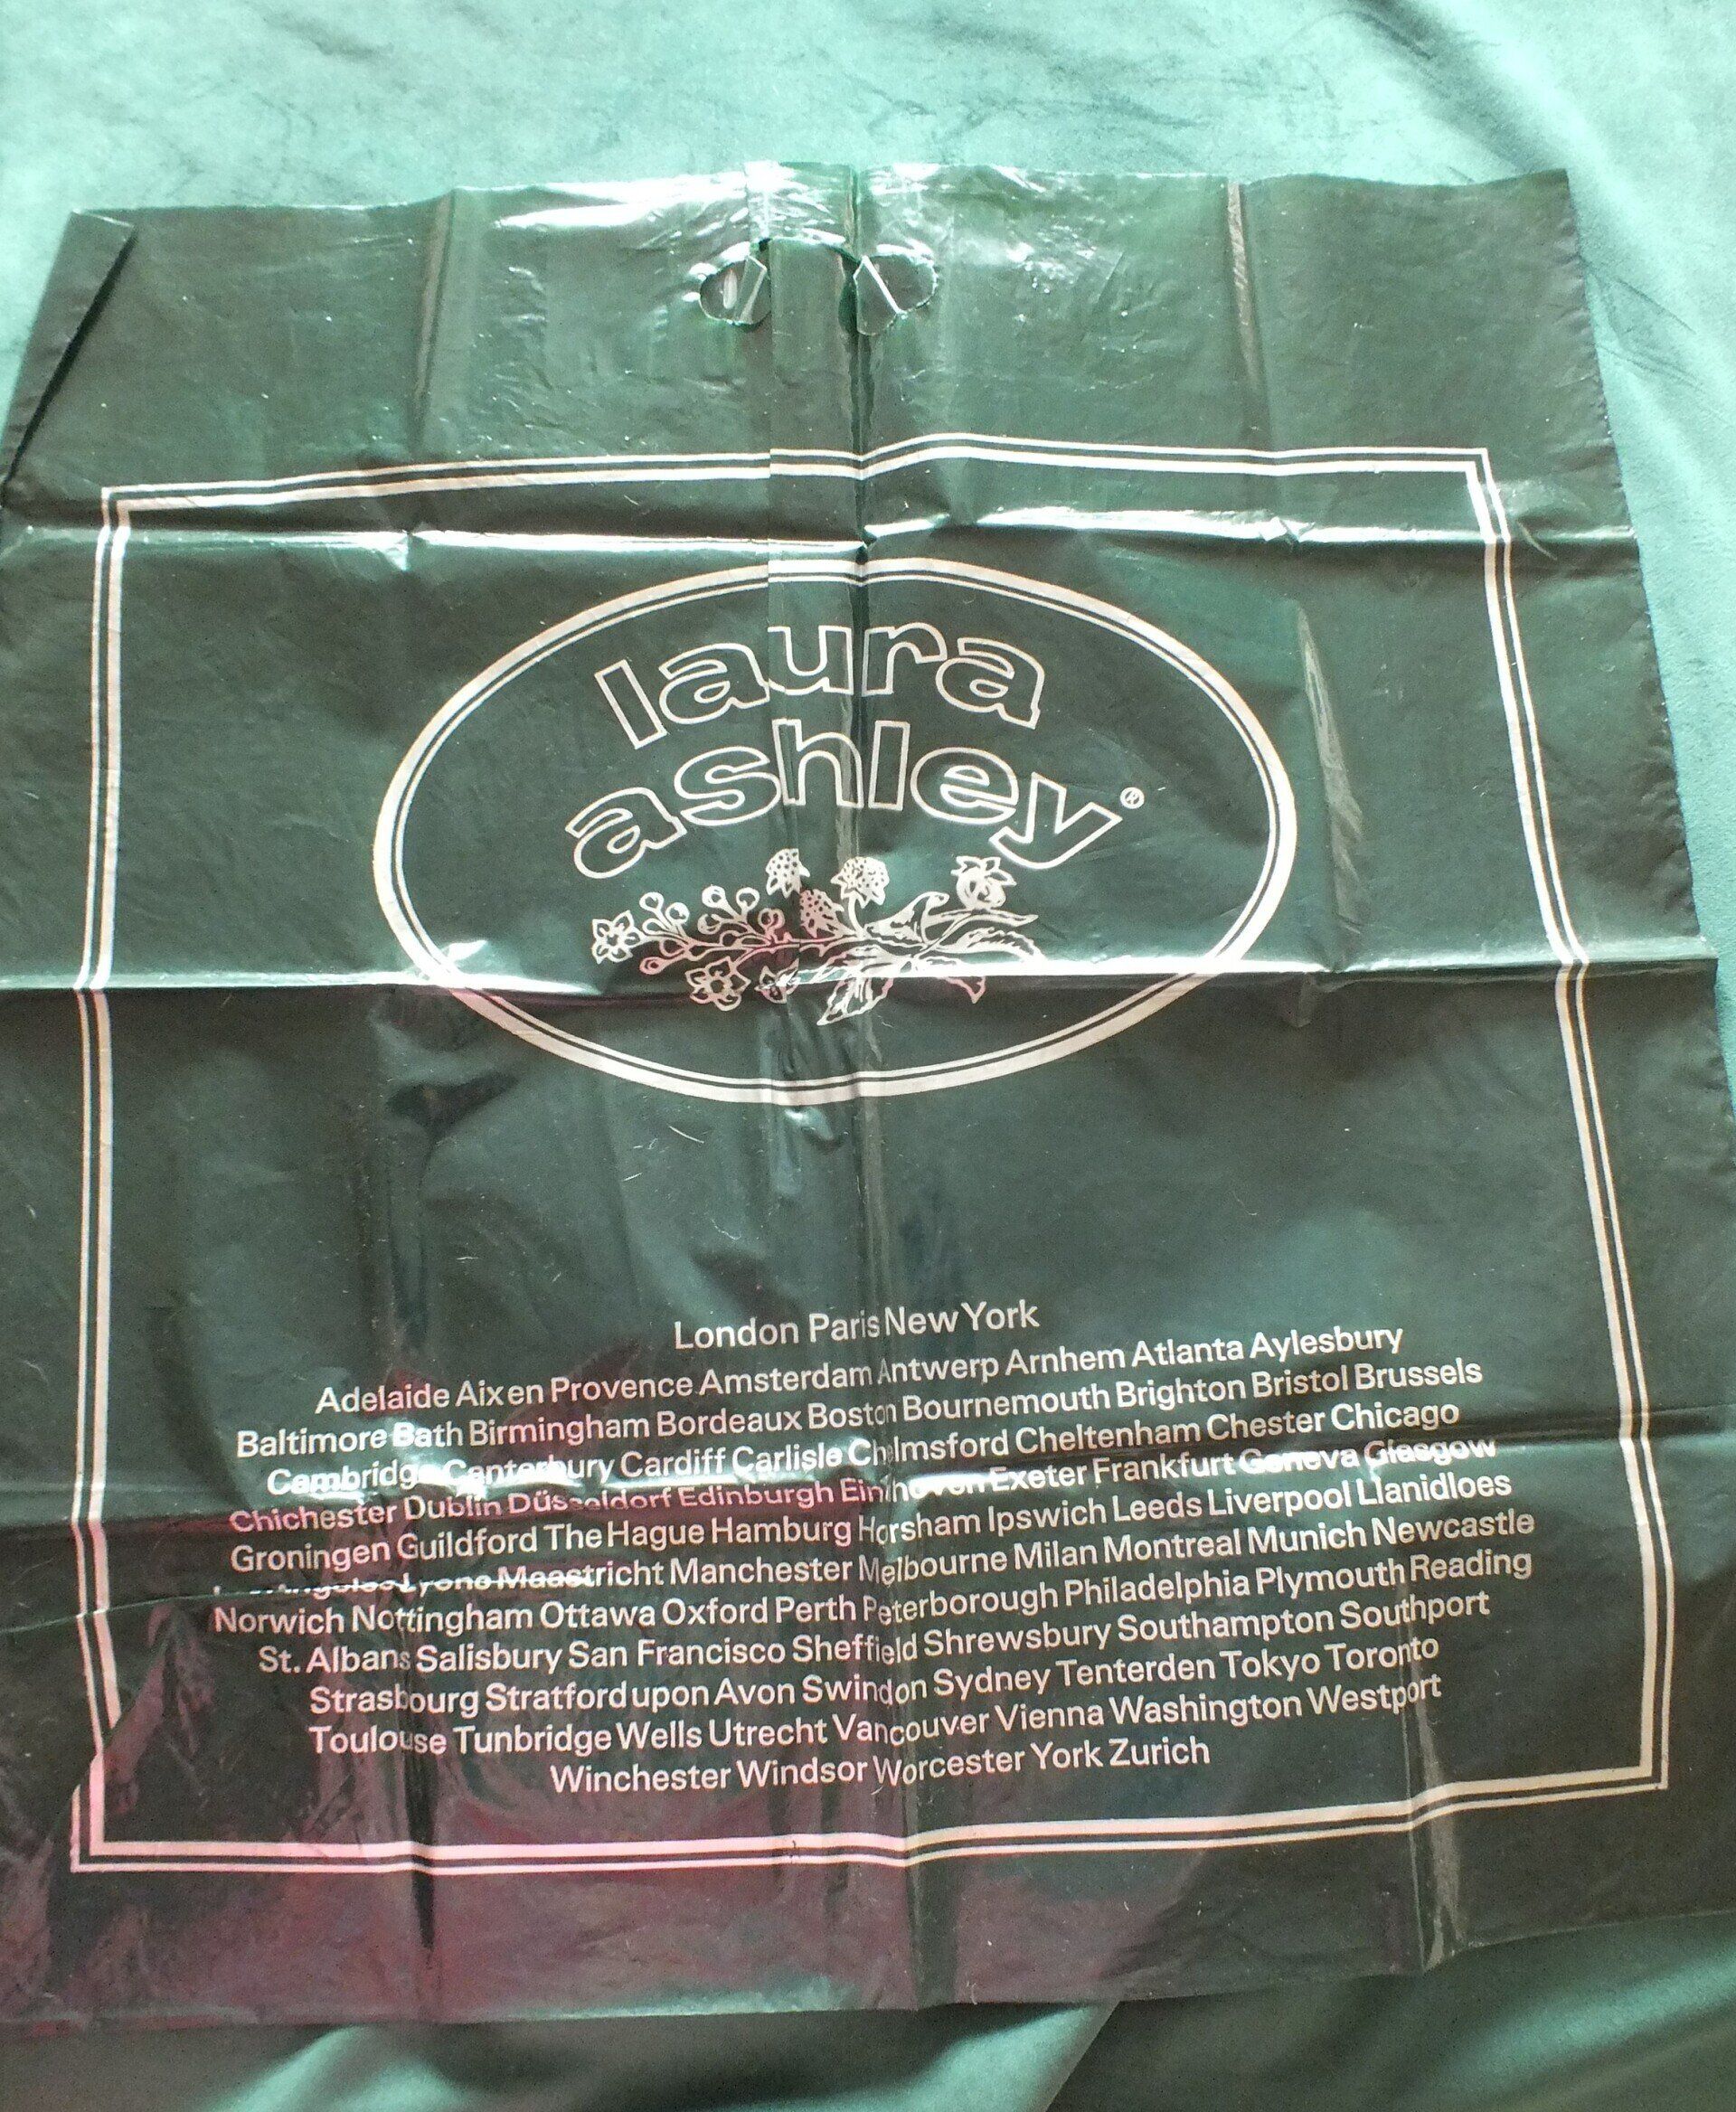 laura
ashley®
London Paris New York
Adelaide Aix en Provence Amsterdam Antwerp Arnhem Atlanta Aylesbury
Baltimore Bath Birmingham Bordeaux Boston Bournemouth Brighton Bristol Brussels
Cambridge Canterbury Cardiff Carlisle Chelmsford Cheltenham Chester Chicago
Chichester Dublin Düsseldorf Edinburgh Eindhoven Exeter Frankfurt Geneva Glasgow
Groningen Guildford The Hague Hamburg Horsham Ipswich Leeds Liverpool Llanidloes
Lyons Maastricht Manchester Melbourne Milan Montreal Munich Newcastle
Norwich Nottingham Ottawa Oxford Perth Peterborough Philadelphia Plymouth Reading
St. Albans Salisbury San Francisco Sheffield Shrewsbury Southampton Southport
Strasbourg Stratford upon Avon Swindon Sydney Tenterden Tokyo Toronto
Toulouse Tunbridge Wells Utrecht Vancouver Vienna Washington Westport
Winchester Windsor Worcester York Zurich